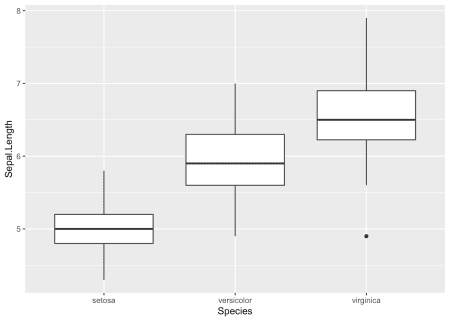 8
7
6
5
Sepal.Length
setosa versicolor virginica
Species